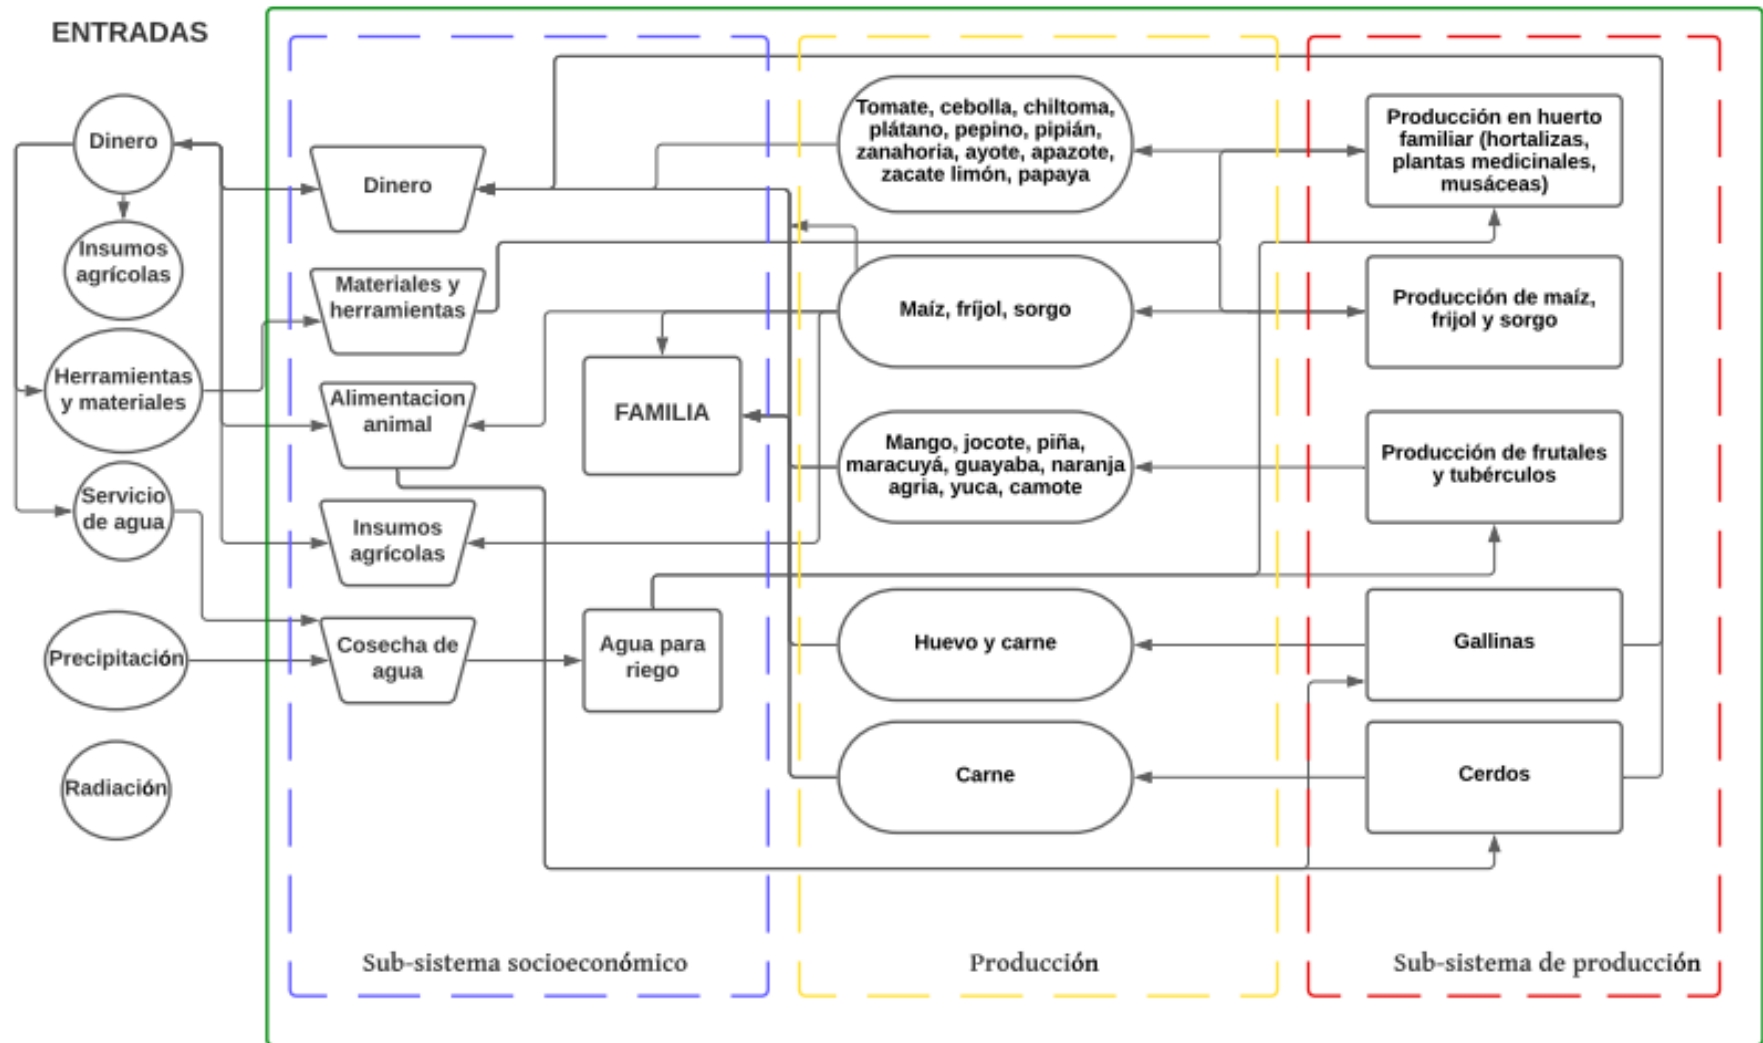 ENTRADAS
Dinero
Insumos
agrícolas
Herramientas
y materiales
Servicio
de agua
Precipitación
Radiación
Dinero
Materiales y
herramientas
Alimentacion
animal
Insumos
agrícolas
Cosecha de
agua
FAMILIA
Agua para
riego
Sub-sistema socioeconómico
Tomate, cebolla, chiltoma,
plátano, pepino, pipián,
zanahoria, ayote, apazote,
zacate limón, papaya
Maíz, fríjol, sorgo
Mango, jocote, piña,
maracuyá, guayaba, naranja
agria, yuca, camote
Huevo y carne
Carne
Producción
Producción en huerto
familiar (hortalizas,
plantas medicinales,
musáceas)
Producción de maíz,
frijol y sorgo
Producción de frutales
y tubérculos
Gallinas
Cerdos
Sub-sistema de producción